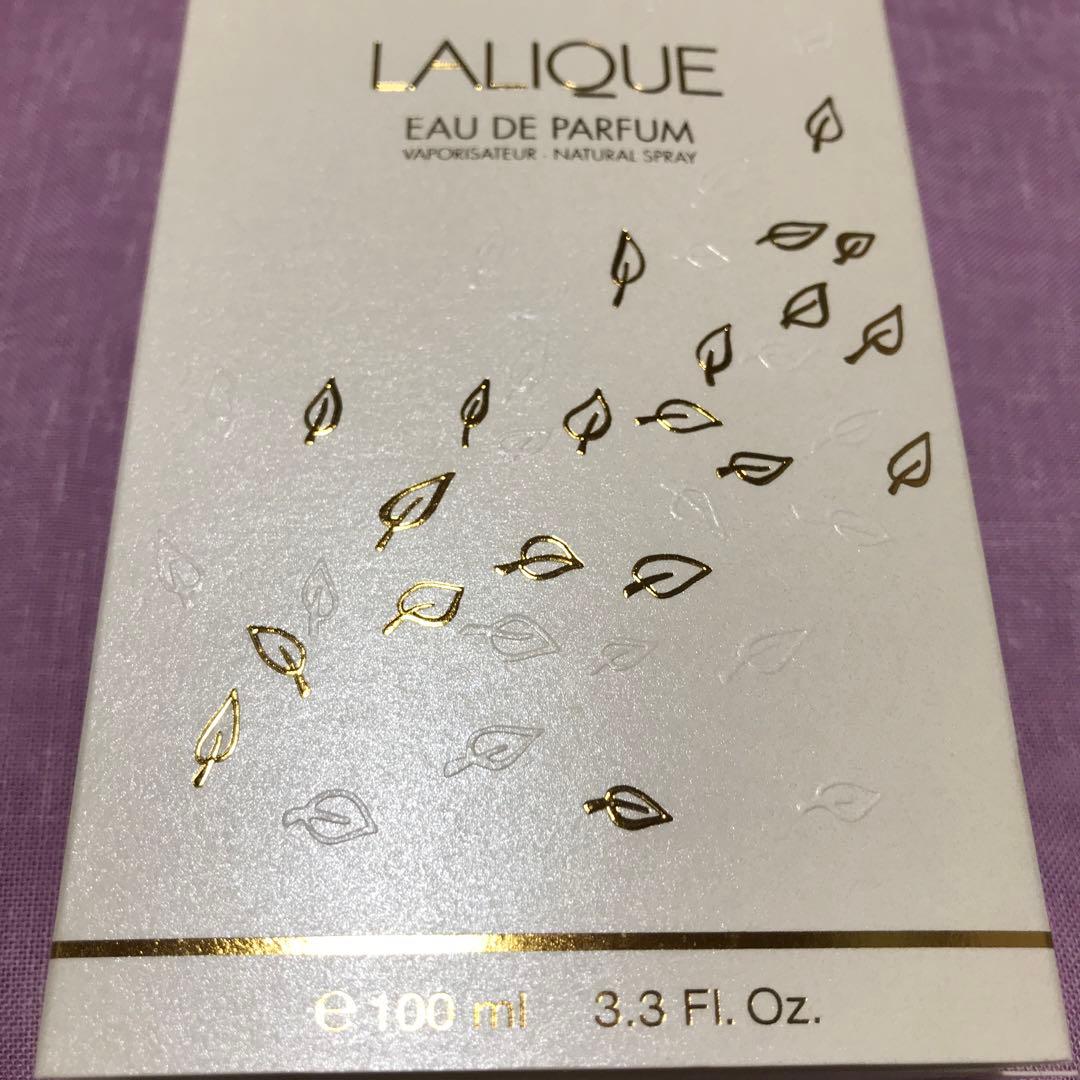 LALIQUE
EAU DE PARFUM
VAPORISATEUR · NATURAL SPRAY
℮ 100 ml 3.3 Fl. Oz.